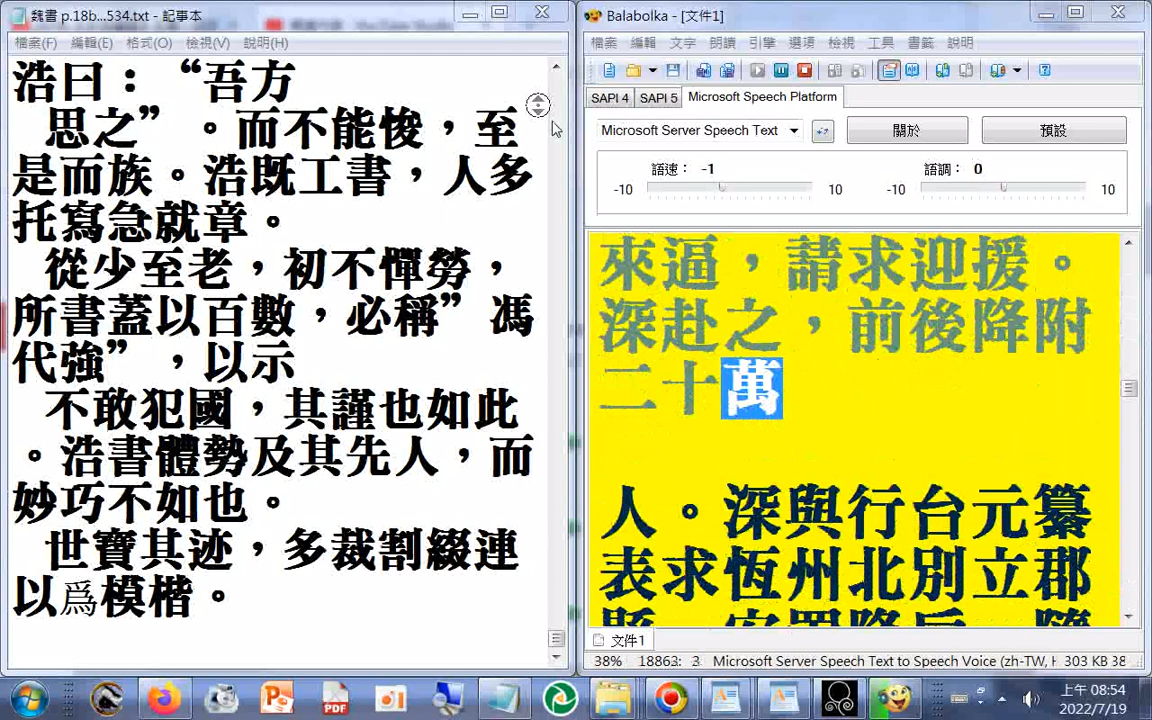 魏書 p.18b...534.txt - 記事本
檔案(F) 編輯(E) 格式(O) 檢視(V) 說明(H)
浩曰：“吾方
思之”。而不能悛，至
是而族。浩既工書，人多
托寫急就章。
從少至老，初不憚勞，
所書蓋以百數，必稱”馮
代強”，以示
不敢犯國，其謹也如此
。浩書體勢及其先人，而
妙巧不如也。
世寶其迹，多裁割綴連
以爲模楷。
Balabolka - [文件1]
檔案 編輯 文字 朗讀 引擎 選項 檢視 工具 書籤 說明
SAPI 4 SAPI 5 Microsoft Speech Platform
Microsoft Server Speech Text 關於 預設
語速： -1 語調： 0
-10 10 -10 10
來逼，請求迎援。
深赴之，前後降附
二十萬
人。深與行台元纂
表求恆州北別立郡
文件1
38% 18863: 3 Microsoft Server Speech Text to Speech Voice (zh-TW, H 303 KB 38
PDF
上午 08:54
2022/7/19